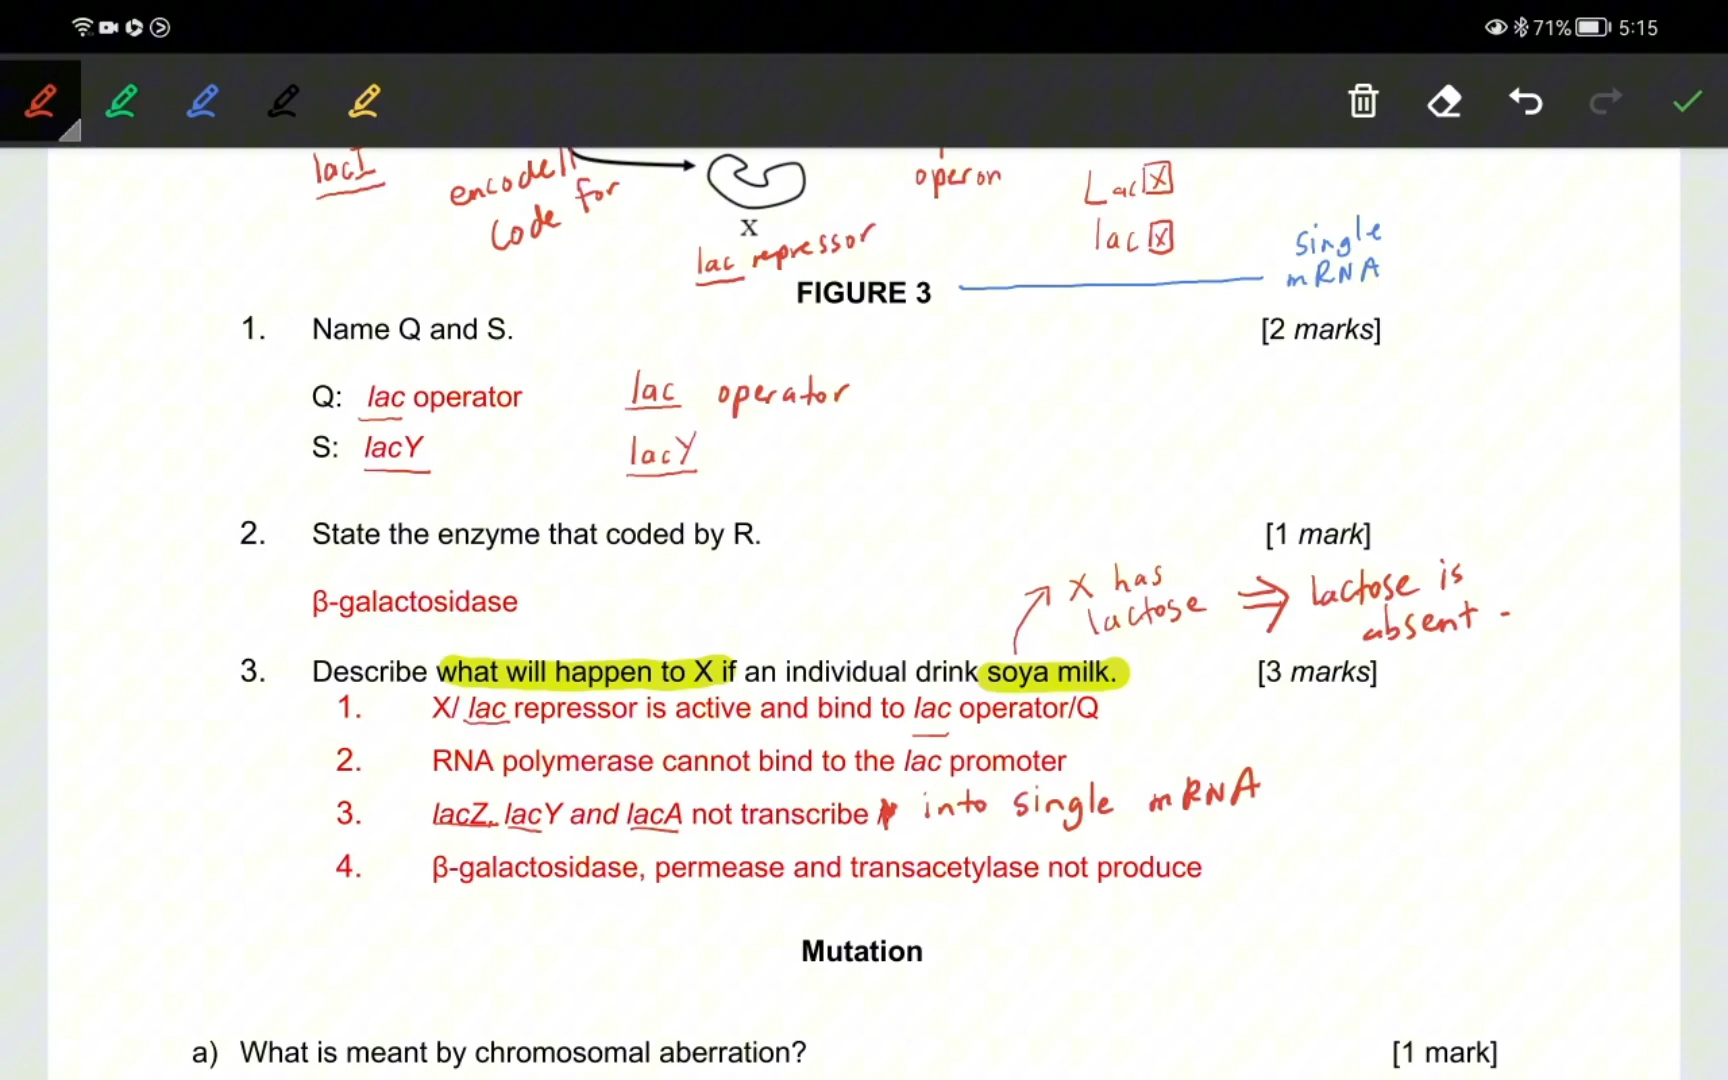 71% 5:15
lacI
encode
code for
operon
Lac X
lac X
X
lac repressor
single
mRNA
FIGURE 3
1. Name Q and S. [2 marks]
Q: lac operator lac operator
S: lacY lacY
2. State the enzyme that coded by R. [1 mark]
β-galactosidase
X has
lactose ⇒ lactose is
absent
3. Describe what will happen to X if an individual drink soya milk. [3 marks]
1. X/ lac repressor is active and bind to lac operator/Q
2. RNA polymerase cannot bind to the lac promoter
3. lacZ, lacY and lacA not transcribe into single mRNA
4. β-galactosidase, permease and transacetylase not produce
Mutation
a) What is meant by chromosomal aberration? [1 mark]